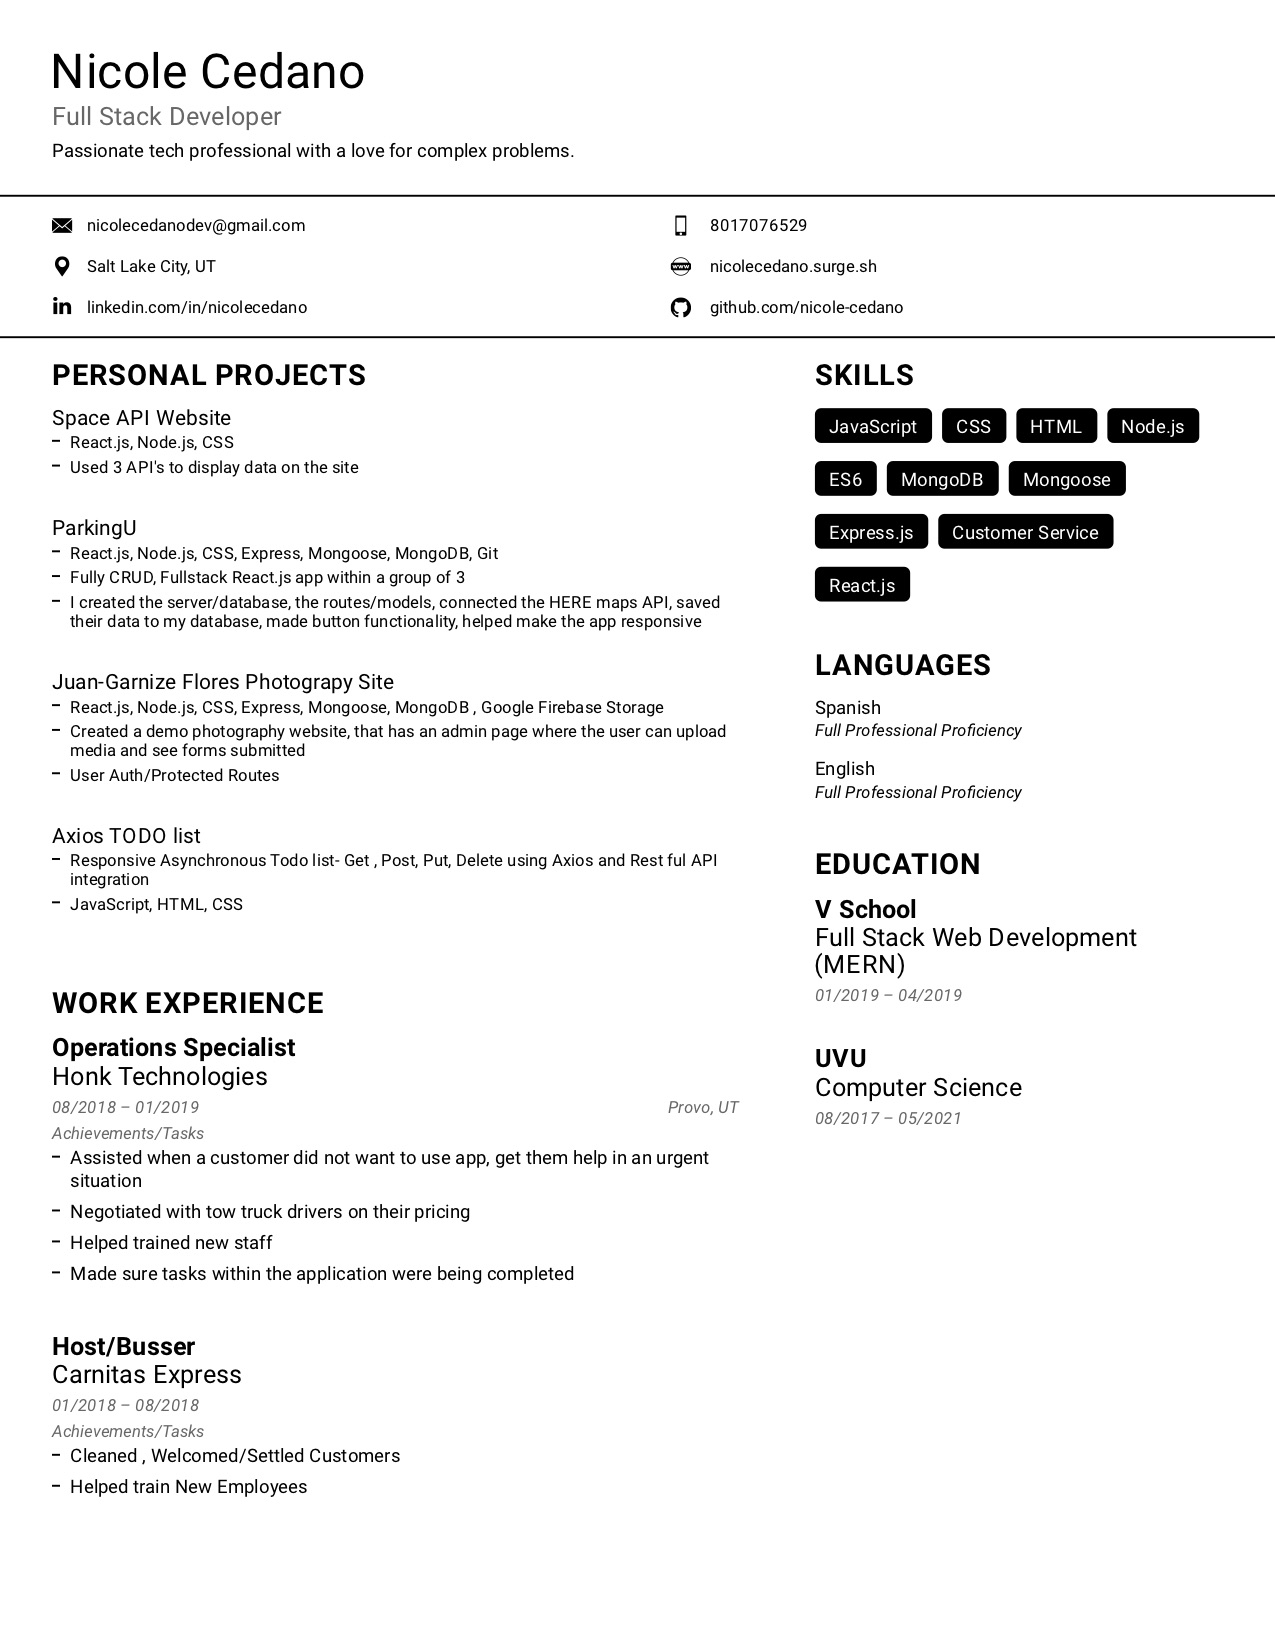 Nicole Cedano
Full Stack Developer
Passionate tech professional with a love for complex problems.
nicolecedanodev@gmail.com
8017076529
Salt Lake City, UT
nicolecedano.surge.sh
linkedin.com/in/nicolecedano
github.com/nicole-cedano
PERSONAL PROJECTS
Space API Website
– React.js, Node.js, CSS
– Used 3 API's to display data on the site
ParkingU
– React.js, Node.js, CSS, Express, Mongoose, MongoDB, Git
– Fully CRUD, Fullstack React.js app within a group of 3
– I created the server/database, the routes/models, connected the HERE maps API, saved
their data to my database, made button functionality, helped make the app responsive
Juan-Garnize Flores Photograpy Site
– React.js, Node.js, CSS, Express, Mongoose, MongoDB , Google Firebase Storage
– Created a demo photography website, that has an admin page where the user can upload
media and see forms submitted
– User Auth/Protected Routes
Axios TODO list
– Responsive Asynchronous Todo list- Get , Post, Put, Delete using Axios and Rest ful API
integration
– JavaScript, HTML, CSS
WORK EXPERIENCE
Operations Specialist
Honk Technologies
08/2018 – 01/2019 Provo, UT
Achievements/Tasks
– Assisted when a customer did not want to use app, get them help in an urgent
situation
– Negotiated with tow truck drivers on their pricing
– Helped trained new staff
– Made sure tasks within the application were being completed
Host/Busser
Carnitas Express
01/2018 – 08/2018
Achievements/Tasks
– Cleaned , Welcomed/Settled Customers
– Helped train New Employees
SKILLS
JavaScript CSS HTML Node.js
ES6 MongoDB Mongoose
Express.js Customer Service
React.js
LANGUAGES
Spanish
Full Professional Proficiency
English
Full Professional Proficiency
EDUCATION
V School
Full Stack Web Development
(MERN)
01/2019 – 04/2019
UVU
Computer Science
08/2017 – 05/2021